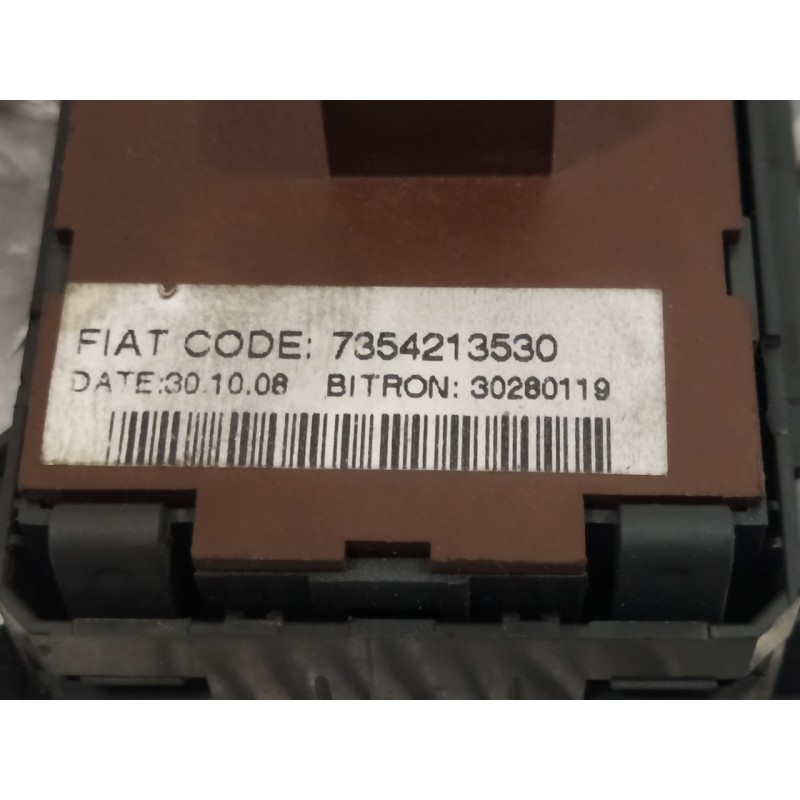 FIAT CODE: 7354213530
DATE:30.10.08 BITRON: 30280119